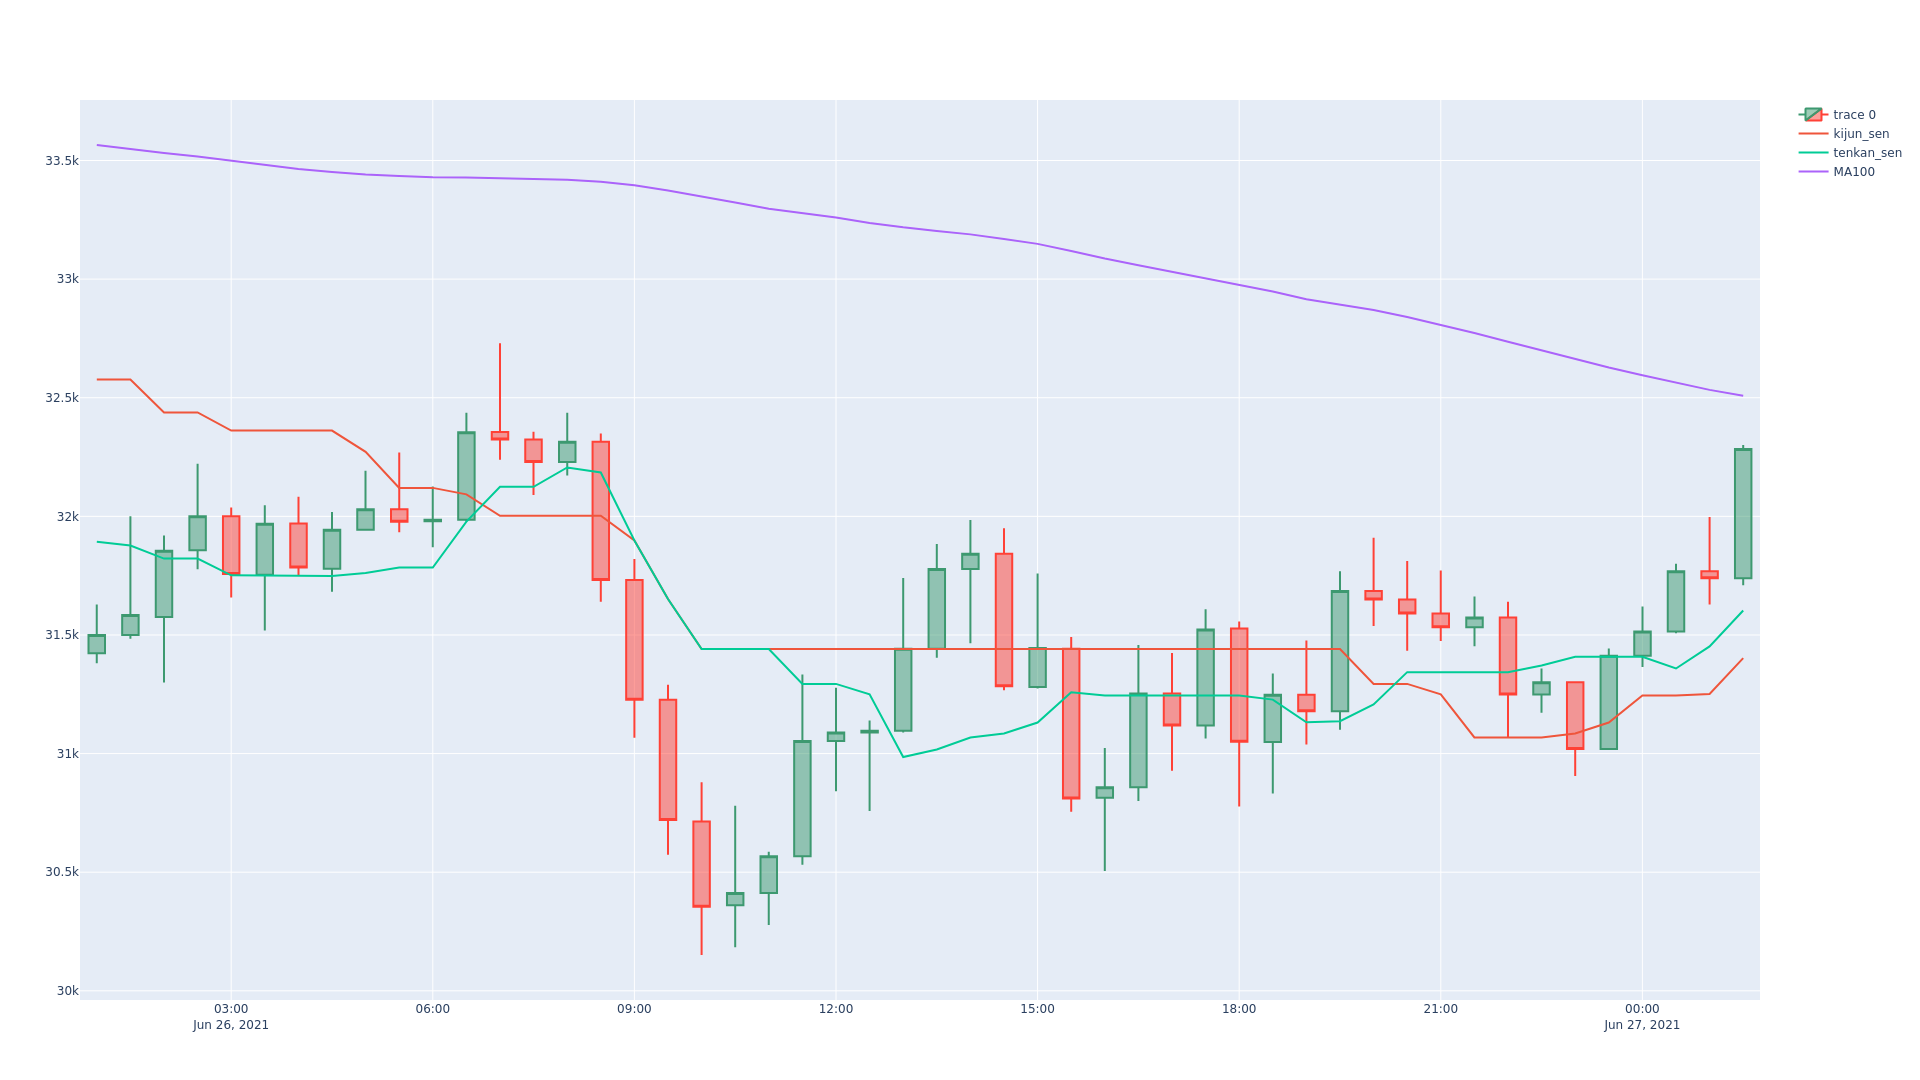 trace 0
kijun_sen
tenkan_sen
MA100
33.5k
33k
32.5k
32k
31.5k
31k
30.5k
30k
03:00 06:00 09:00 12:00 15:00 18:00 21:00 00:00
Jun 26, 2021 Jun 27, 2021